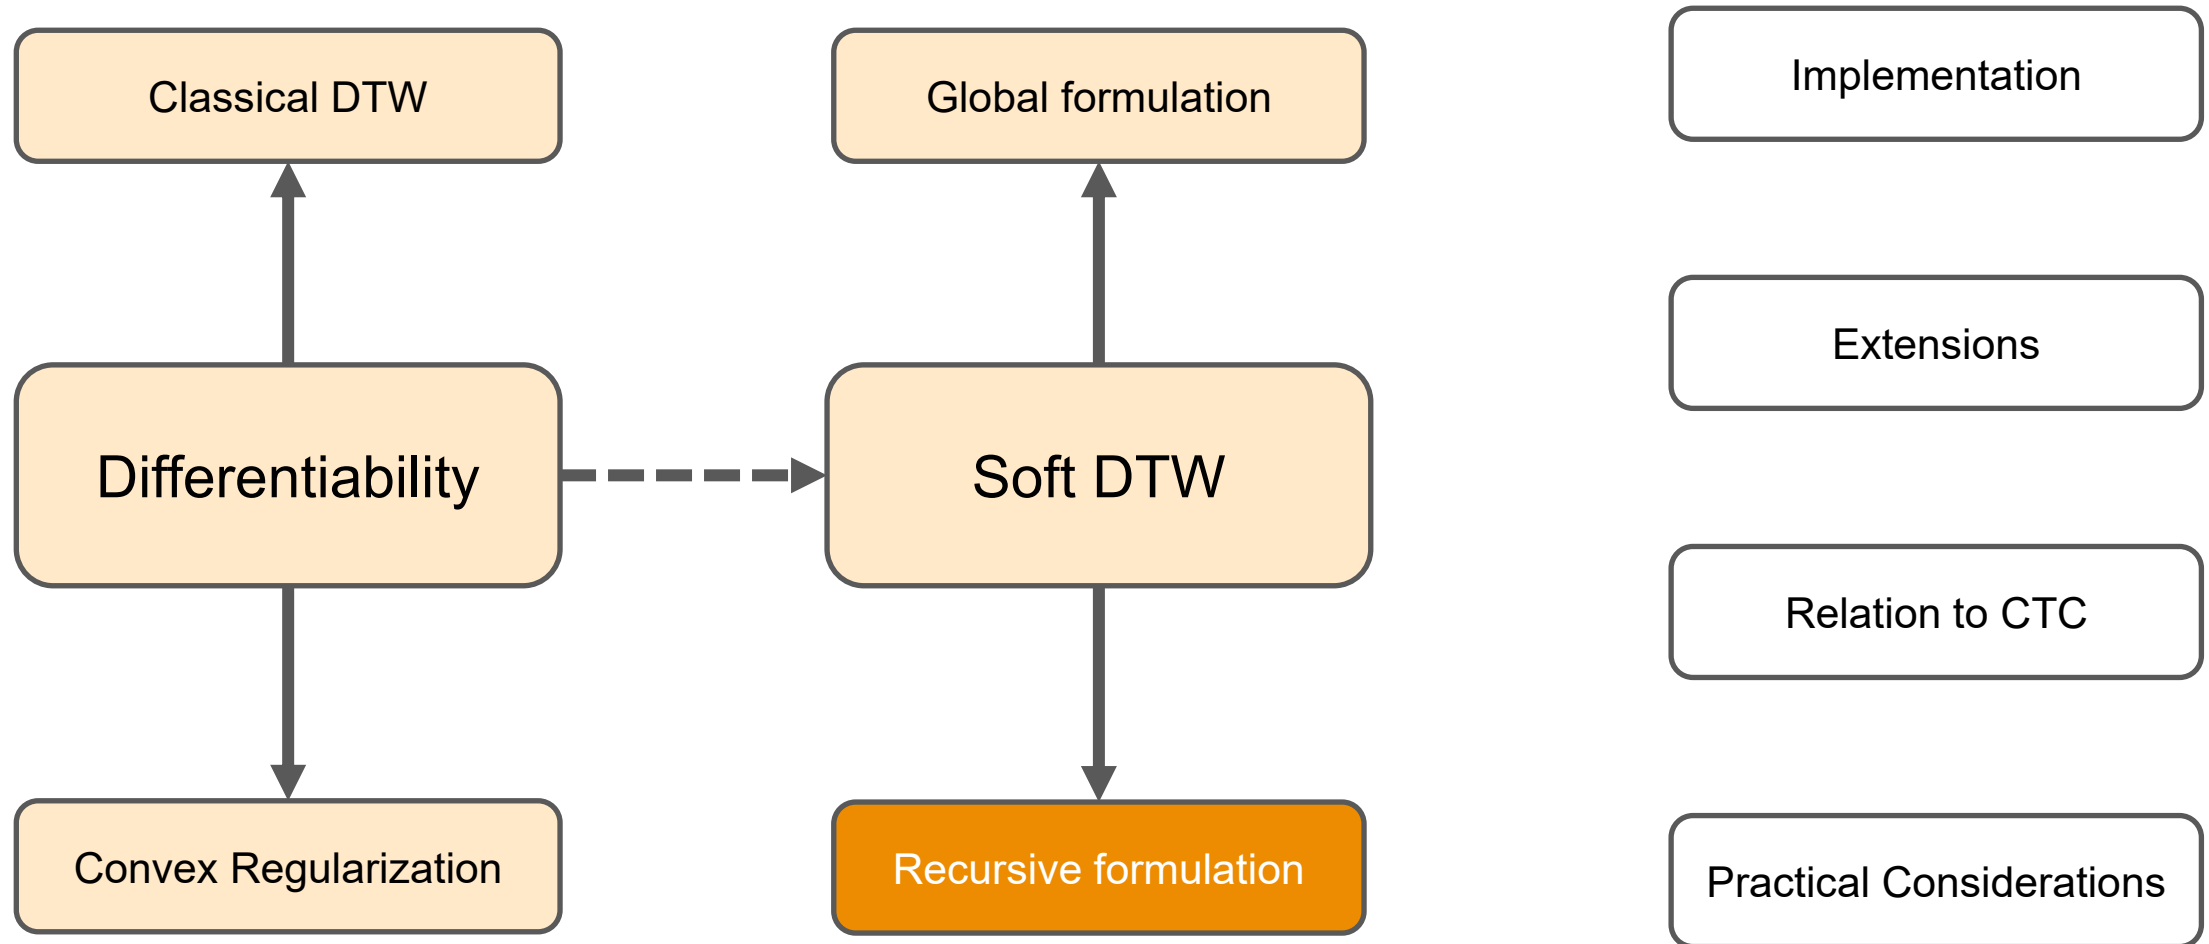 Classical DTW
Global formulation
Implementation
Extensions
Differentiability
Soft DTW
Relation to CTC
Convex Regularization
Recursive formulation
Practical Considerations